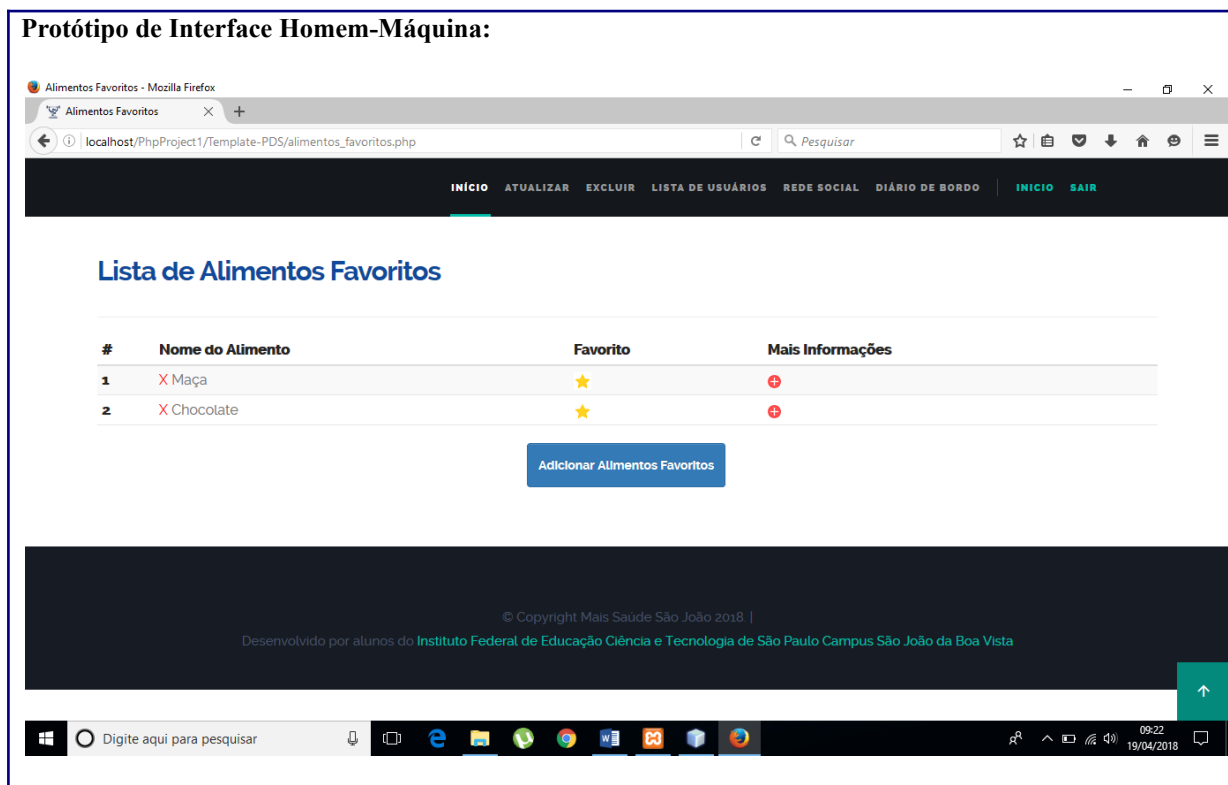 Protótipo de Interface Homem-Máquina:
Alimentos Favoritos - Mozilla Firefox
Alimentos Favoritos
localhost/PhpProject1/Template-PDS/alimentos_favoritos.php
Pesquisar
INÍCIO ATUALIZAR EXCLUIR LISTA DE USUÁRIOS REDE SOCIAL DIÁRIO DE BORDO INICIO SAIR
Lista de Alimentos Favoritos
# Nome do Alimento Favorito Mais Informações
1 X Maça
2 X Chocolate
Adicionar Alimentos Favoritos
© Copyright Mais Saúde São João 2018. |
Desenvolvido por alunos do Instituto Federal de Educação Ciência e Tecnologia de São Paulo Campus São João da Boa Vista
Digite aqui para pesquisar
09:22
19/04/2018